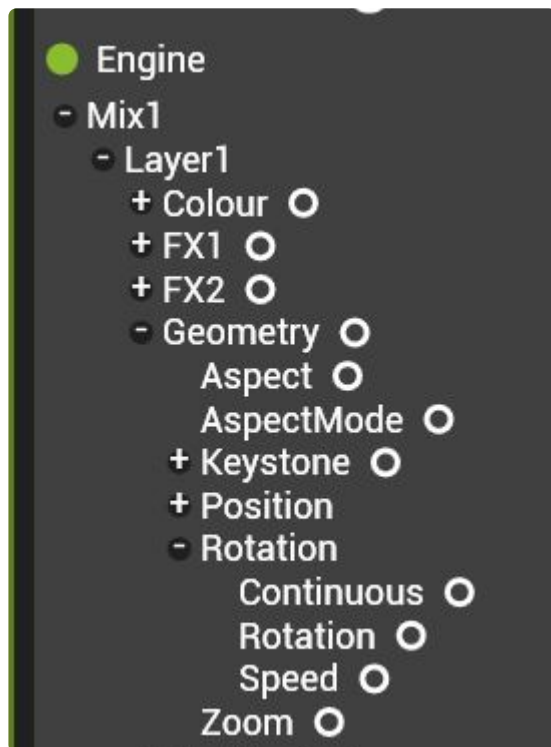 Engine
Mix1
Layer1
Colour
FX1
FX2
Geometry
Aspect
AspectMode
Keystone
Position
Rotation
Continuous
Rotation
Speed
Zoom